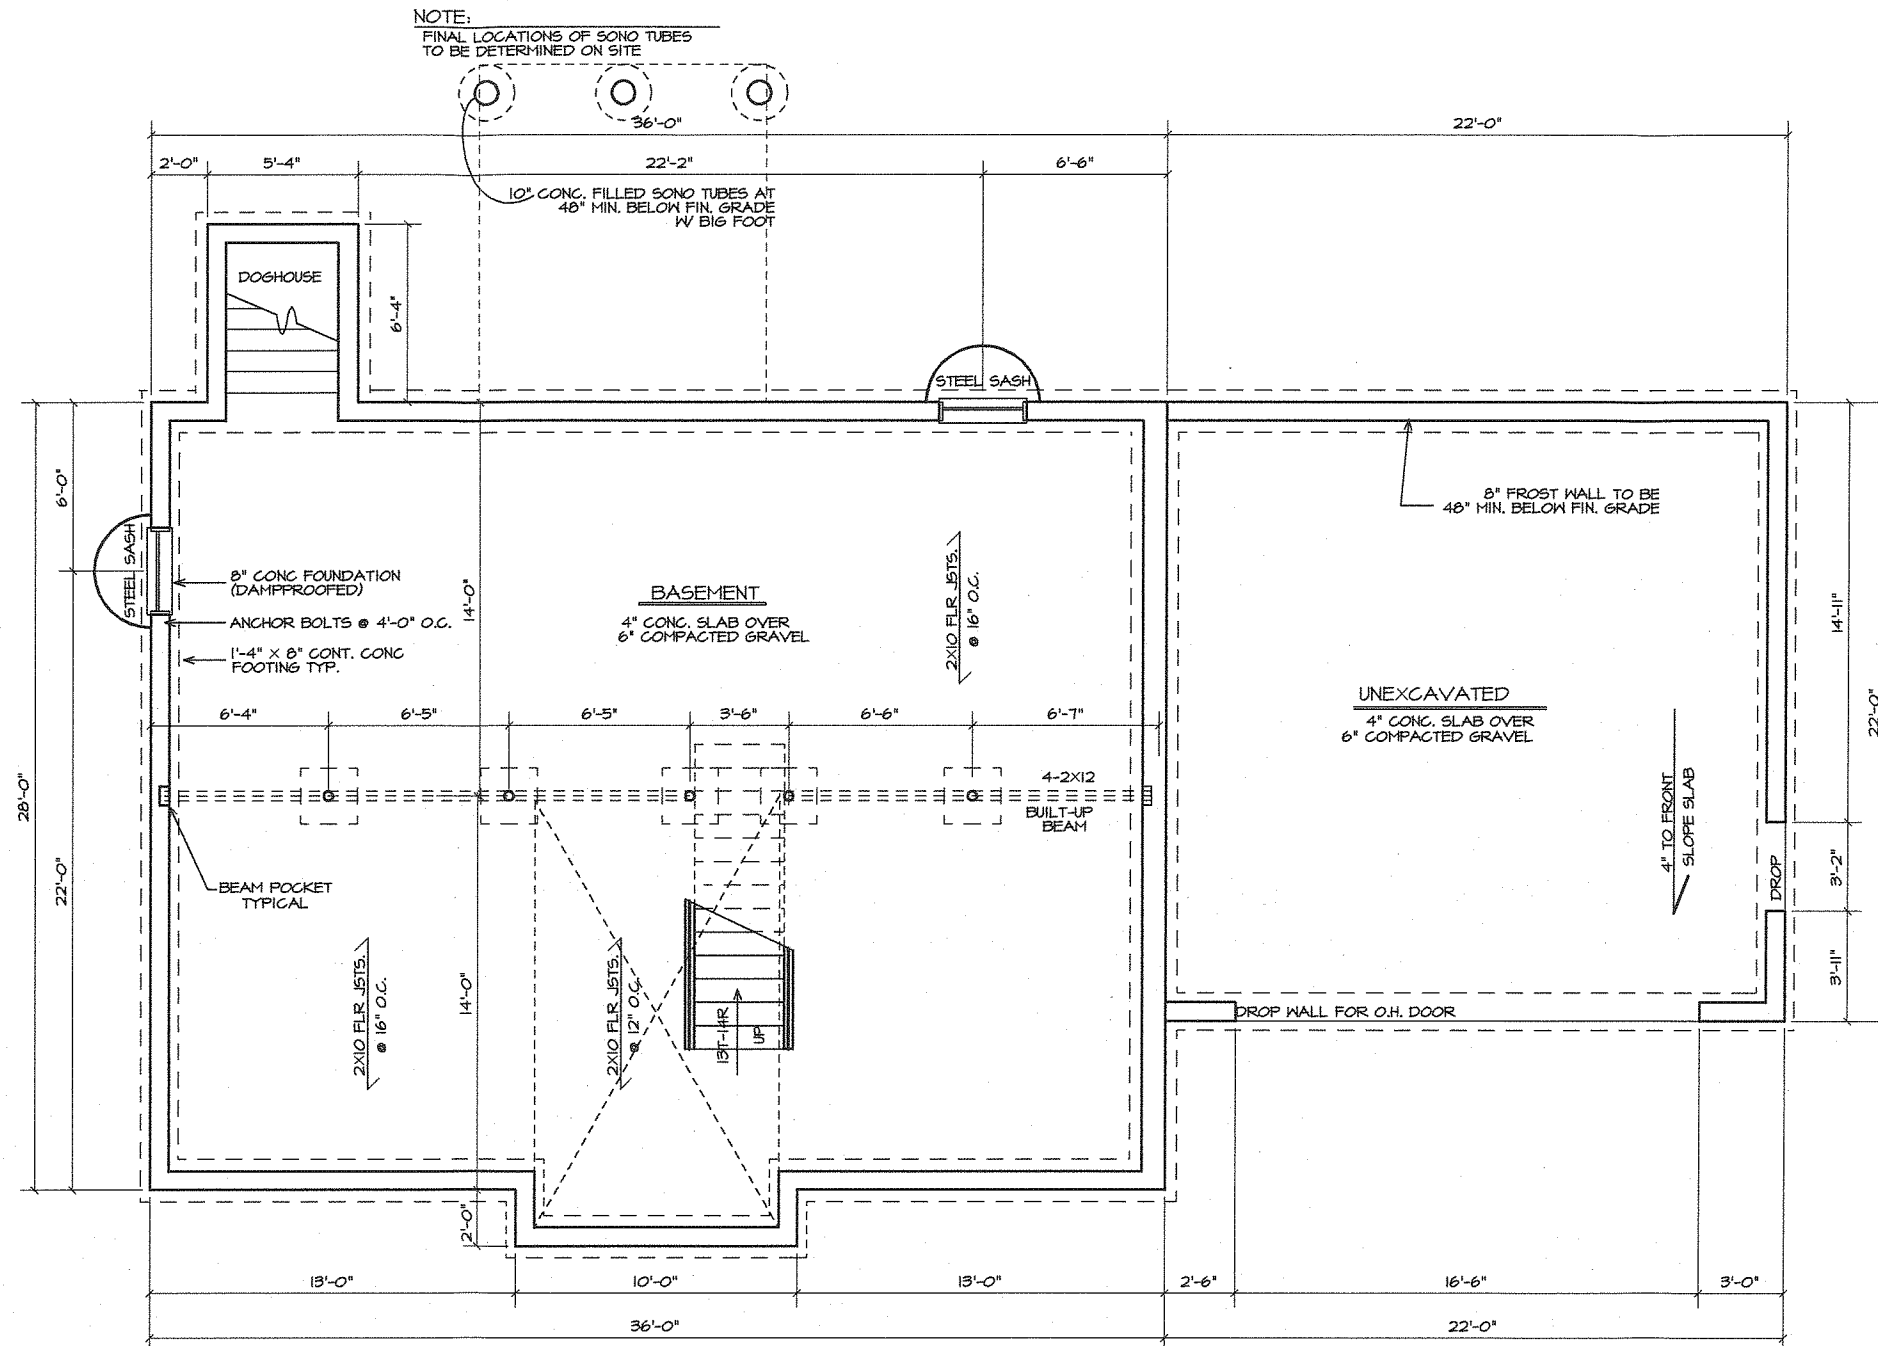 NOTE:
FINAL LOCATIONS OF SONO TUBES
TO BE DETERMINED ON SITE
36'-0"
22'-0"
2'-0"
5'-4"
22'-2"
6'-6"
10" CONC. FILLED SONO TUBES AT
48" MIN. BELOW FIN. GRADE
W/ BIG FOOT
DOGHOUSE
6'-4"
STEEL SASH
6'-0"
STEEL SASH
8" FROST WALL TO BE
48" MIN. BELOW FIN. GRADE
8" CONC FOUNDATION
(DAMPPROOFED)
ANCHOR BOLTS @ 4'-0" O.C.
1'-4" X 8" CONT. CONC
FOOTING TYP.
14'-0"
BASEMENT
4" CONC. SLAB OVER
6" COMPACTED GRAVEL
2X10 FLR JSTS.
@ 16" O.C.
14'-11"
UNEXCAVATED
4" CONC. SLAB OVER
6" COMPACTED GRAVEL
22'-0"
6'-4"
6'-5"
6'-5"
3'-6"
6'-6"
6'-7"
28'-0"
22'-0"
4-2X12
BUILT-UP
BEAM
4" TO FRONT
SLOPE SLAB
DROP
3'-2"
3'-11"
BEAM POCKET
TYPICAL
2X10 FLR JSTS.
@ 16" O.C.
14'-0"
2X10 FLR JSTS.
@ 12" O.C.
13T-14R
UP
DROP WALL FOR O.H. DOOR
2'-0"
13'-0"
10'-0"
13'-0"
2'-6"
16'-6"
3'-0"
36'-0"
22'-0"